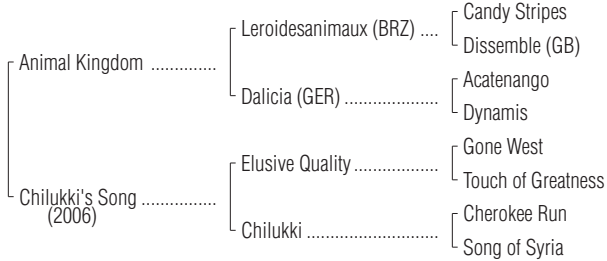 Candy Stripes
Leroidesanimaux (BRZ) ....
Dissemble (GB)
Animal Kingdom ..............
Acatenango
Dalicia (GER) ....................
Dynamis
Gone West
Elusive Quality..................
Touch of Greatness
Chilukki's Song ................
(2006)
Cherokee Run
Chilukki ............................
Song of Syria